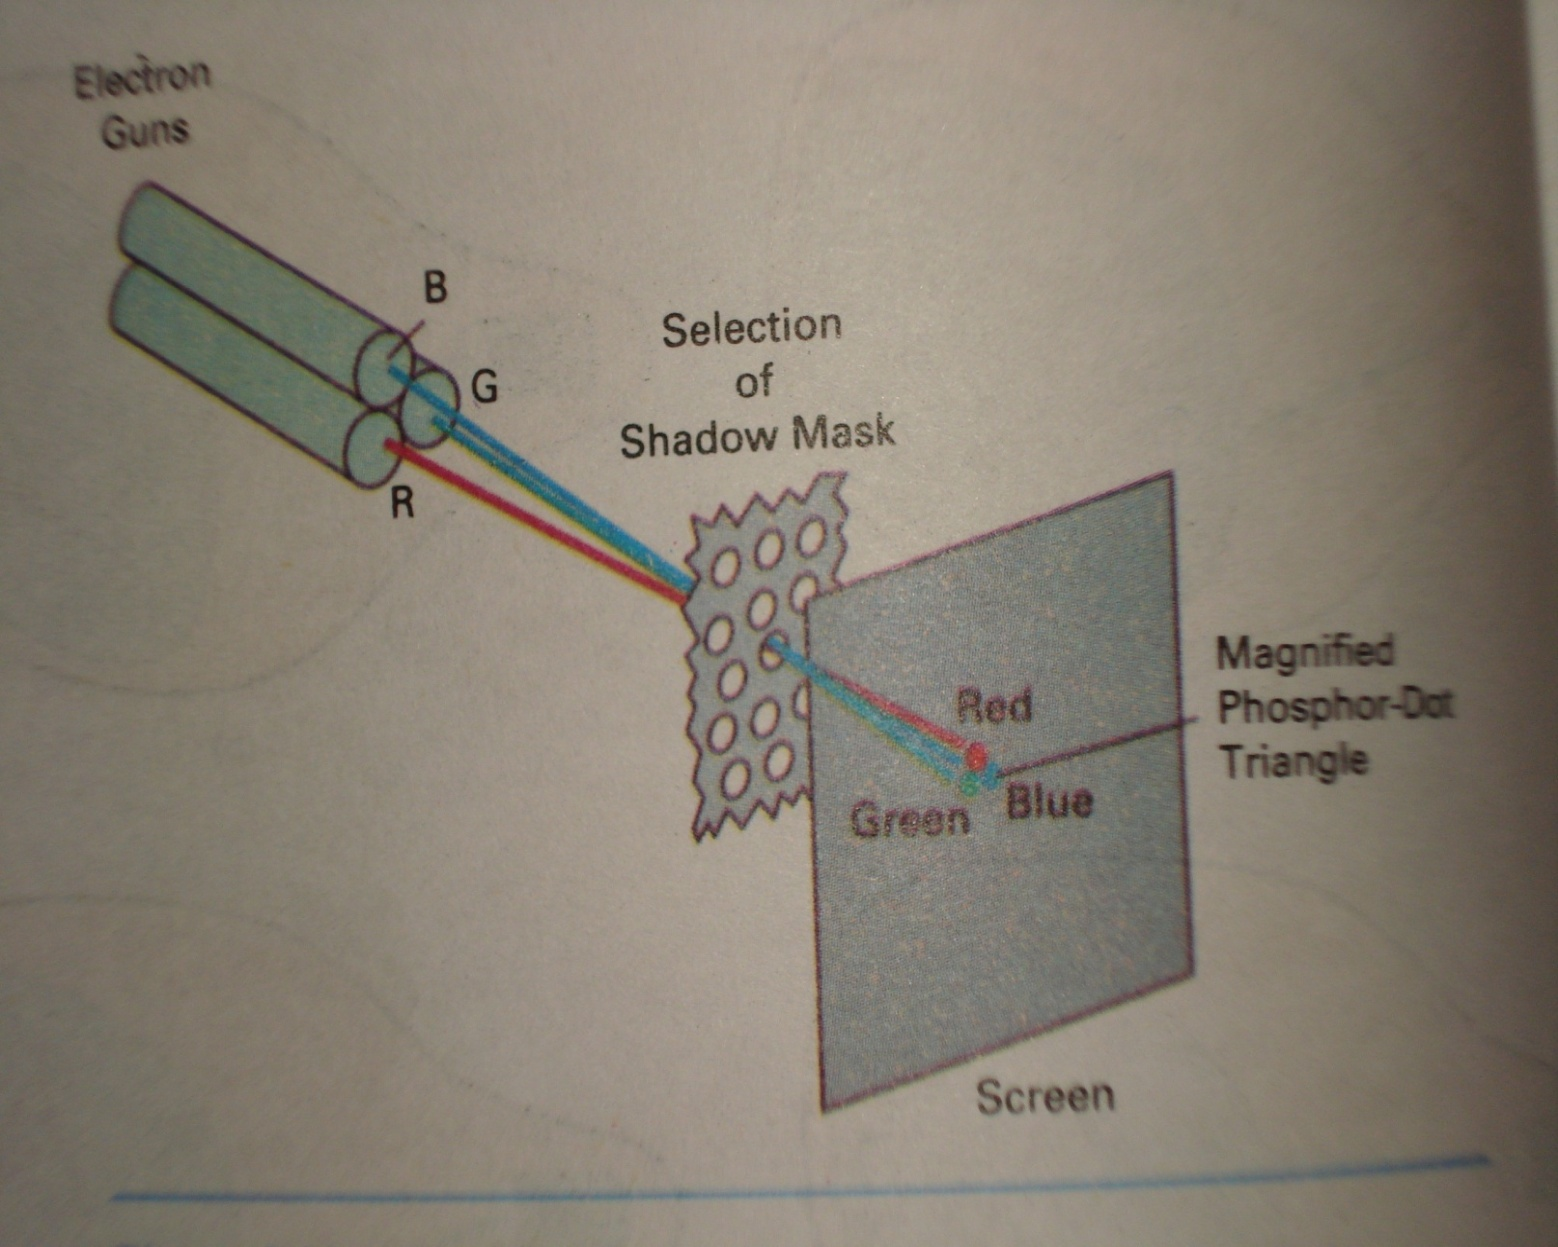 Electron
Guns
B
G
R
Selection
of
Shadow Mask
Red
Green
Blue
Magnified
Phosphor-Dot
Triangle
Screen